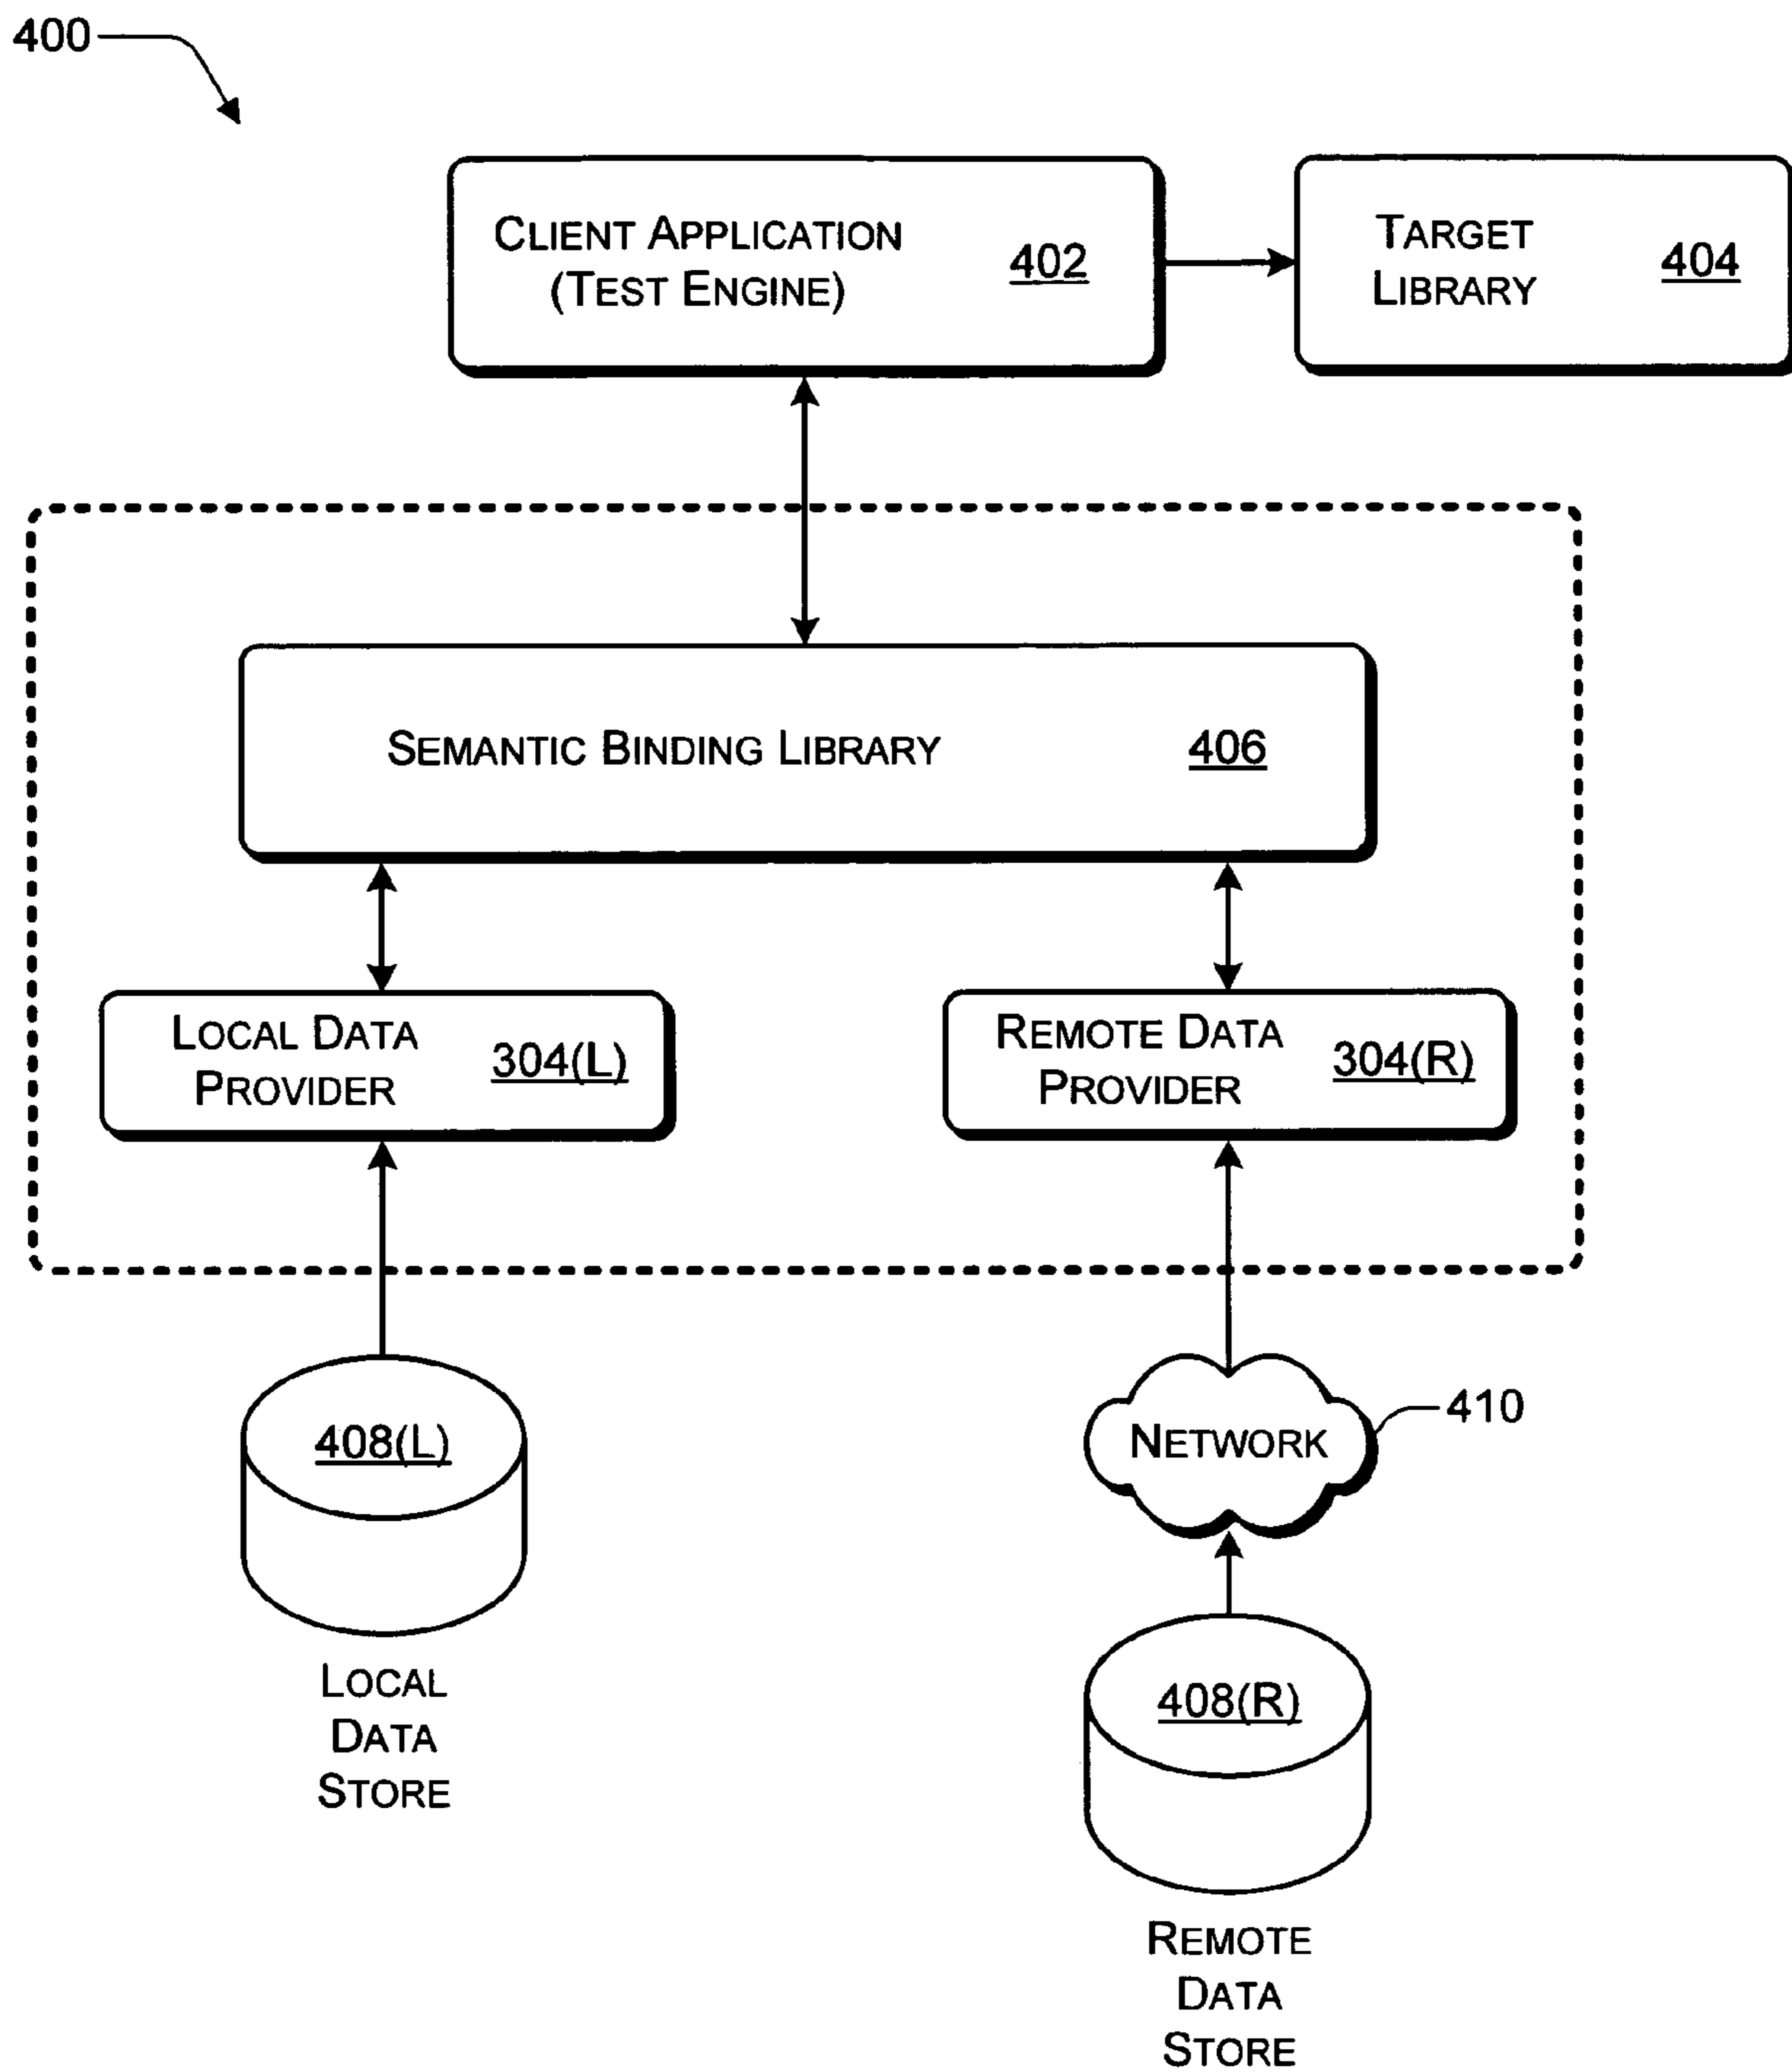 400
CLIENT APPLICATION
(TEST ENGINE)
402
TARGET
LIBRARY
404
SEMANTIC BINDING LIBRARY
406
LOCAL DATA
PROVIDER
304(L)
REMOTE DATA
PROVIDER
304(R)
408(L)
LOCAL
DATA
STORE
NETWORK
410
408(R)
REMOTE
DATA
STORE